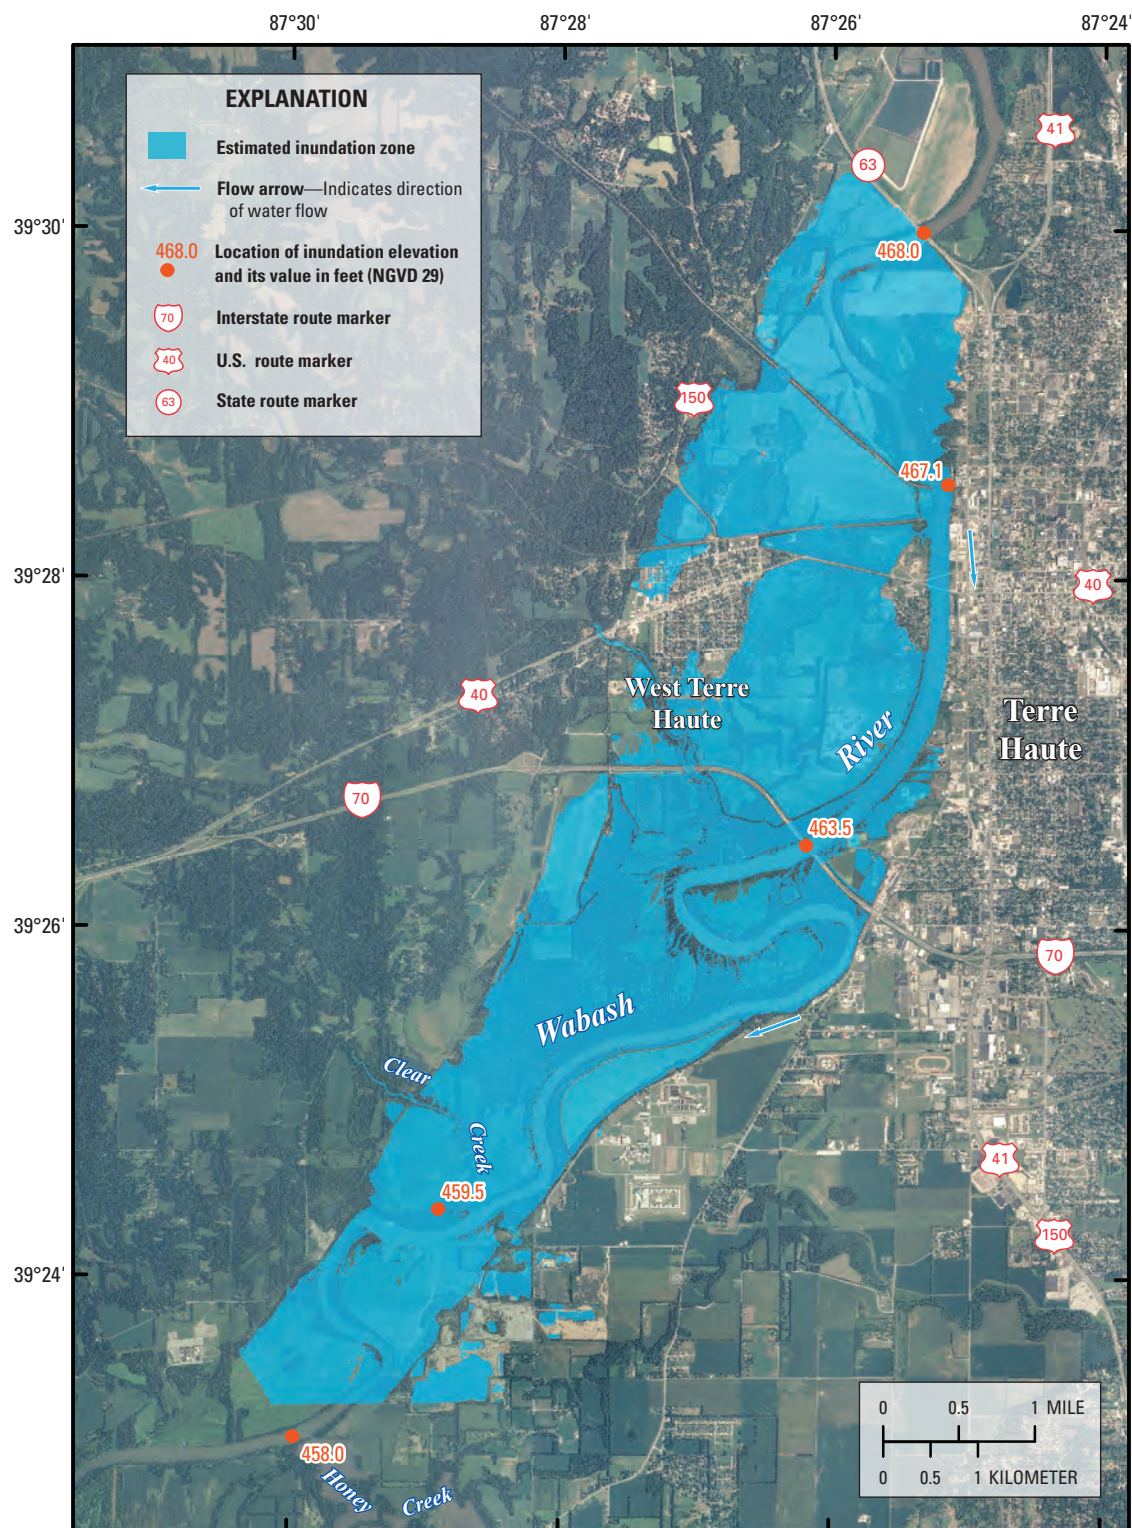 87°30'
87°28'
87°26'
87°24'
EXPLANATION
Estimated inundation zone
Flow arrow—Indicates direction
of water flow
468.0
Location of inundation elevation
and its value in feet (NGVD 29)
70
Interstate route marker
40
U.S. route marker
63
State route marker
41
63
39°30'
468.0
150
467.1
39°28'
40
40
West Terre
Haute
Terre
Haute
River
70
463.5
39°26'
70
Wabash
Clear
Creek
41
459.5
150
39°24'
458.0
Honey
Creek
0 0.5 1 MILE
0 0.5 1 KILOMETER